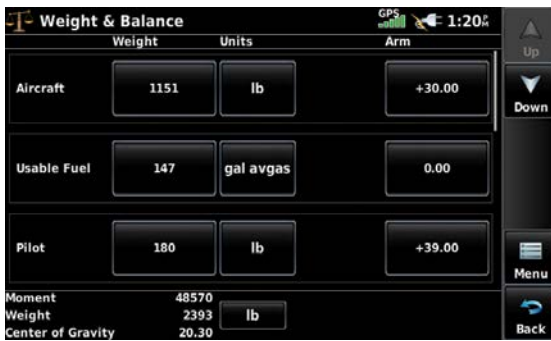 Weight & Balance GPS 1:20PM
Weight Units Arm
Up
Aircraft 1151 lb +30.00
Down
Usable Fuel 147 gal avgas 0.00
Pilot 180 lb +39.00
Menu
Moment 48570
Weight 2393 lb
Center of Gravity 20.30
Back